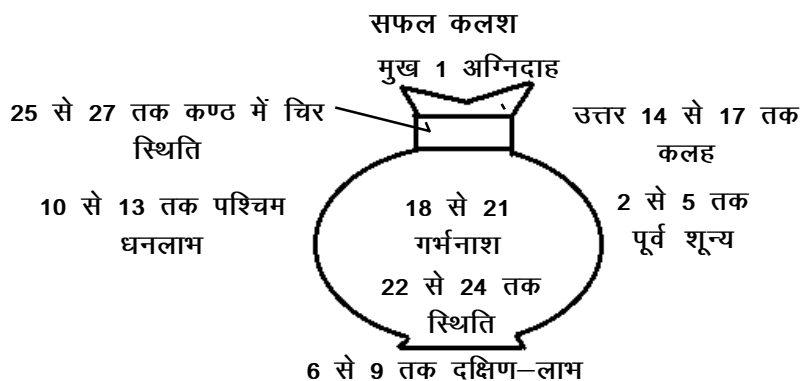 सफल कलश
मुख 1 अग्निदाह
25 से 27 तक कण्ठ में चिर
स्थिति
उत्तर 14 से 17 तक
कलह
10 से 13 तक पश्चिम
धनलाभ
18 से 21
गर्भनाश
2 से 5 तक
पूर्व शून्य
22 से 24 तक
स्थिति
6 से 9 तक दक्षिण–लाभ